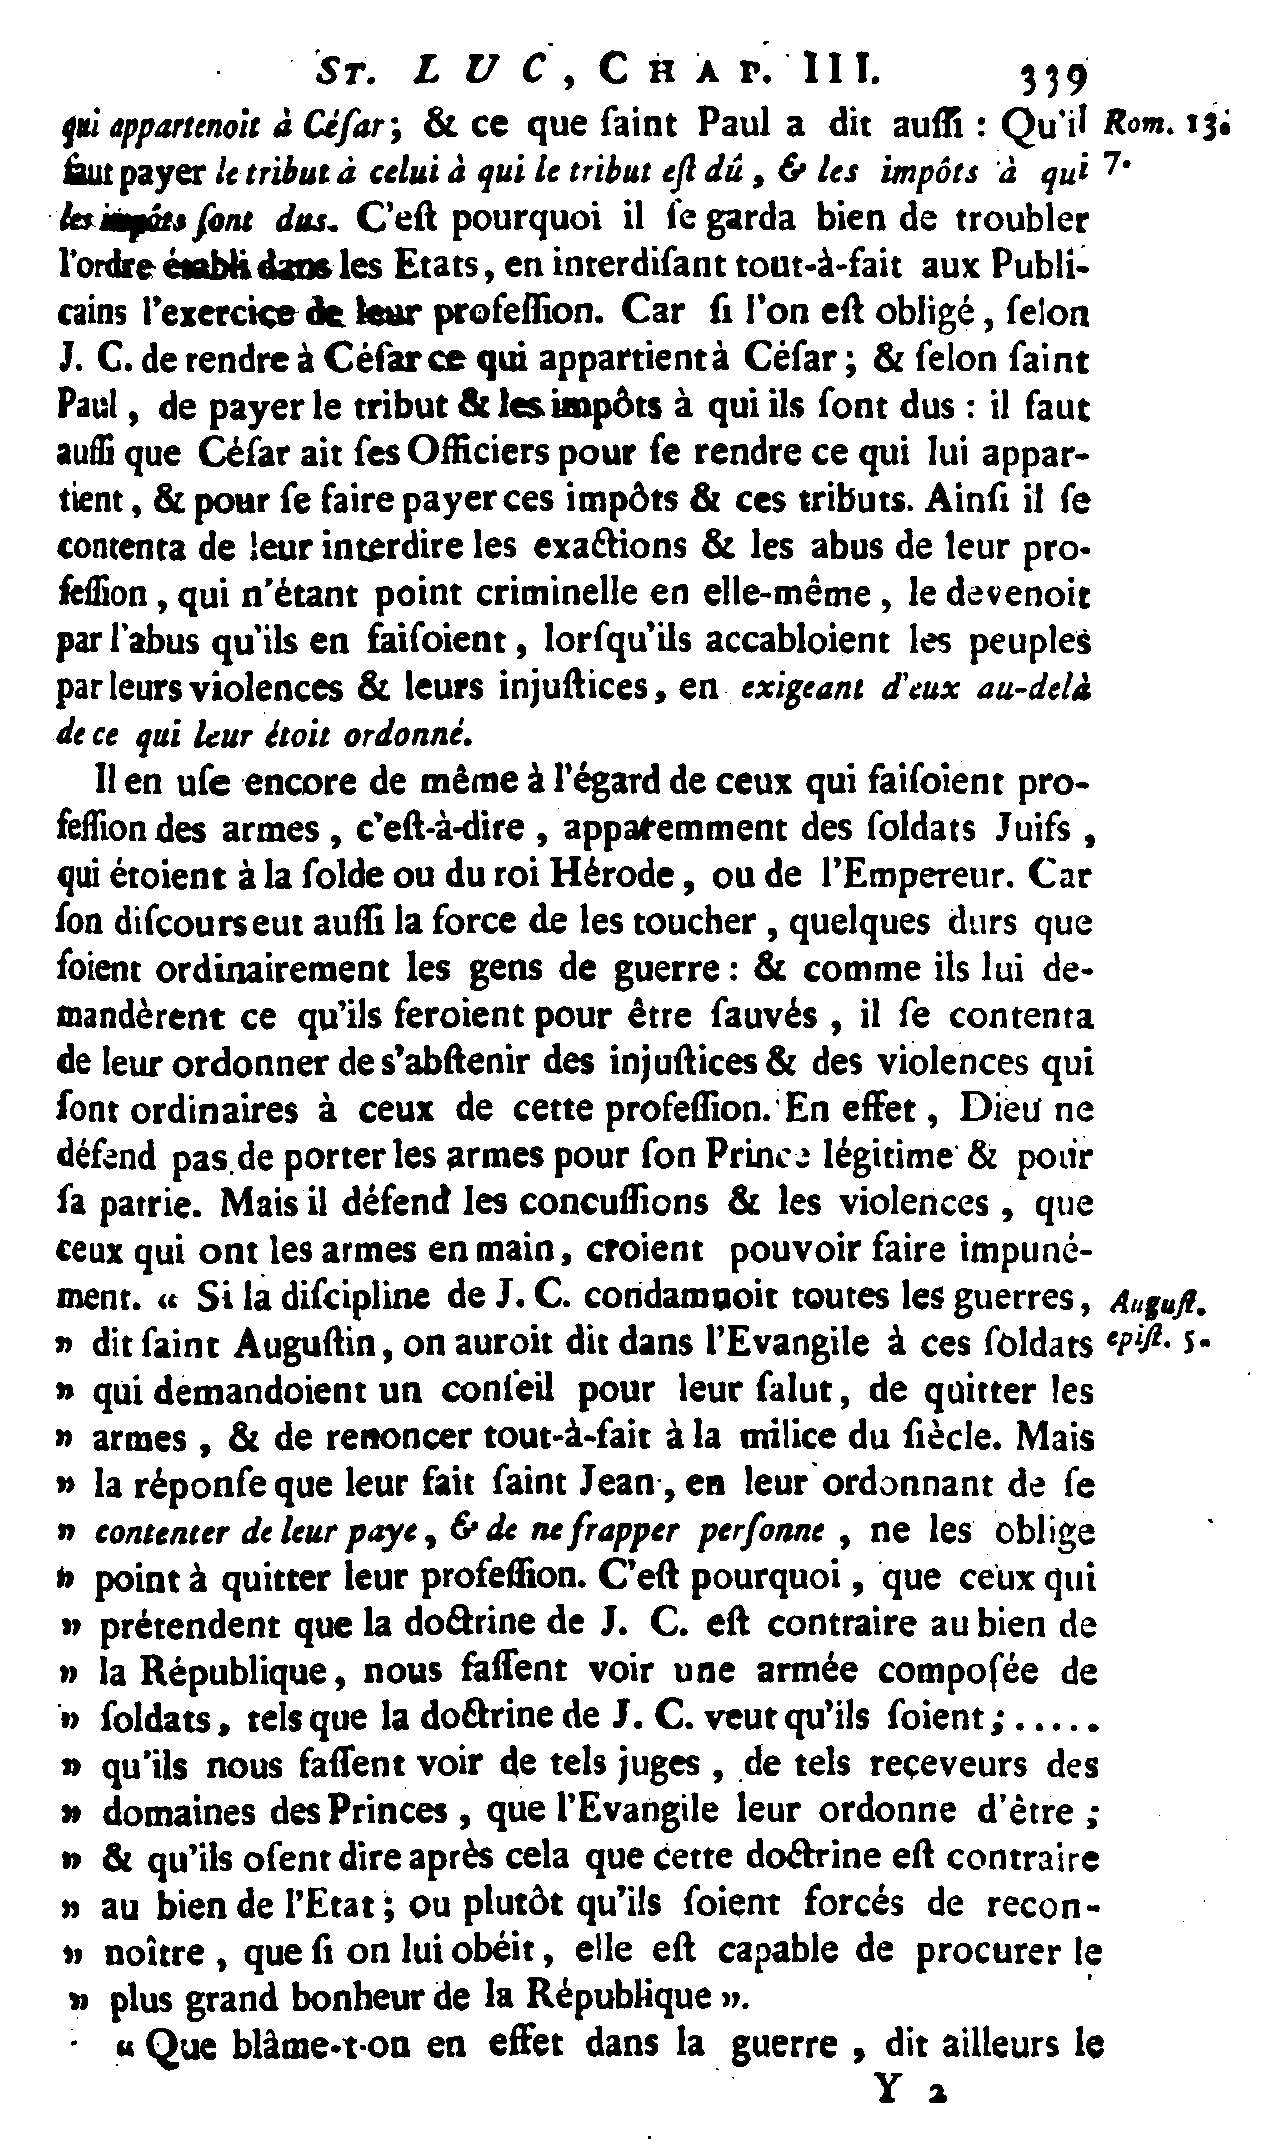 ST. LUC, CHAP. III. 339
qui appartenoit à Céſar; & ce que ſaint Paul a dit auſſi : Qu'il Rom. 13.
faut payer le tribut à celui à qui le tribut eſt dû, & les impôts à qui 7.
les impôts ſont dus. C'eſt pourquoi il ſe garda bien de troubler
l'ordre établi dans les Etats, en interdiſant tout-à-fait aux Publi-
cains l'exercice de leur profeſſion. Car ſi l'on eſt obligé, ſelon
J. C. de rendre à Céſar ce qui appartient à Céſar; & ſelon ſaint
Paul, de payer le tribut & les impôts à qui ils ſont dus : il faut
auſſi que Céſar ait ſes Officiers pour ſe rendre ce qui lui appar-
tient, & pour ſe faire payer ces impôts & ces tributs. Ainſi il ſe
contenta de leur interdire les exactions & les abus de leur pro-
feſſion, qui n'étant point criminelle en elle-même, le devenoit
par l'abus qu'ils en faiſoient, lorſqu'ils accabloient les peuples
par leurs violences & leurs injuſtices, en exigeant d'eux au-delà
de ce qui leur étoit ordonné.
Il en uſe encore de même à l'égard de ceux qui faiſoient pro-
feſſion des armes, c'eſt-à-dire, apparemment des ſoldats Juifs,
qui étoient à la ſolde ou du roi Hérode, ou de l'Empereur. Car
ſon diſcours eut auſſi la force de les toucher, quelques durs que
ſoient ordinairement les gens de guerre : & comme ils lui de-
mandèrent ce qu'ils feroient pour être ſauvés, il ſe contenta
de leur ordonner de s'abſtenir des injuſtices & des violences qui
ſont ordinaires à ceux de cette profeſſion. En effet, Dieu ne
défend pas de porter les armes pour ſon Prince légitime & pour
ſa patrie. Mais il défend les concuſſions & les violences, que
ceux qui ont les armes en main, croient pouvoir faire impuné-
ment. « Si la diſcipline de J. C. condamnoit toutes les guerres, Auguſt.
» dit ſaint Auguſtin, on auroit dit dans l'Evangile à ces ſoldats epiſt. 5.
» qui demandoient un conſeil pour leur ſalut, de quitter les
» armes, & de renoncer tout-à-fait à la milice du ſiècle. Mais
» la réponſe que leur fait ſaint Jean, en leur ordonnant de ſe
» contenter de leur paye, & de ne frapper perſonne, ne les oblige
» point à quitter leur profeſſion. C'eſt pourquoi, que ceux qui
» prétendent que la doctrine de J. C. eſt contraire au bien de
» la République, nous faſſent voir une armée compoſée de
» ſoldats, tels que la doctrine de J. C. veut qu'ils ſoient; .....
» qu'ils nous faſſent voir de tels juges, de tels reçeveurs des
» domaines des Princes, que l'Evangile leur ordonne d'être;
» & qu'ils oſent dire après cela que cette doctrine eſt contraire
» au bien de l'Etat; ou plutôt qu'ils ſoient forcés de recon-
» noître, que ſi on lui obéit, elle eſt capable de procurer le
» plus grand bonheur de la République ».
« Que blâme-t-on en effet dans la guerre, dit ailleurs le
Y 2